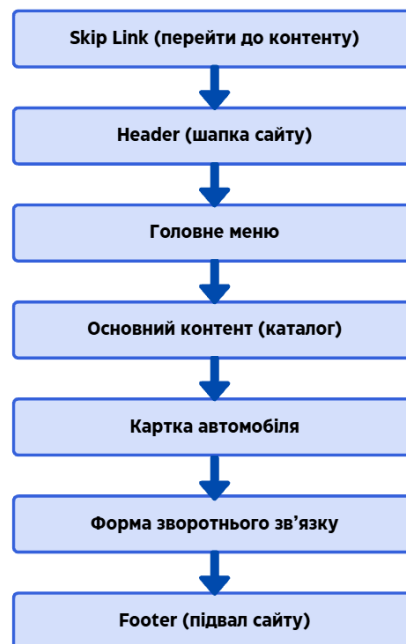 Skip Link (перейти до контенту)
Header (шапка сайту)
Головне меню
Основний контент (каталог)
Картка автомобіля
Форма зворотнього зв’язку
Footer (підвал сайту)